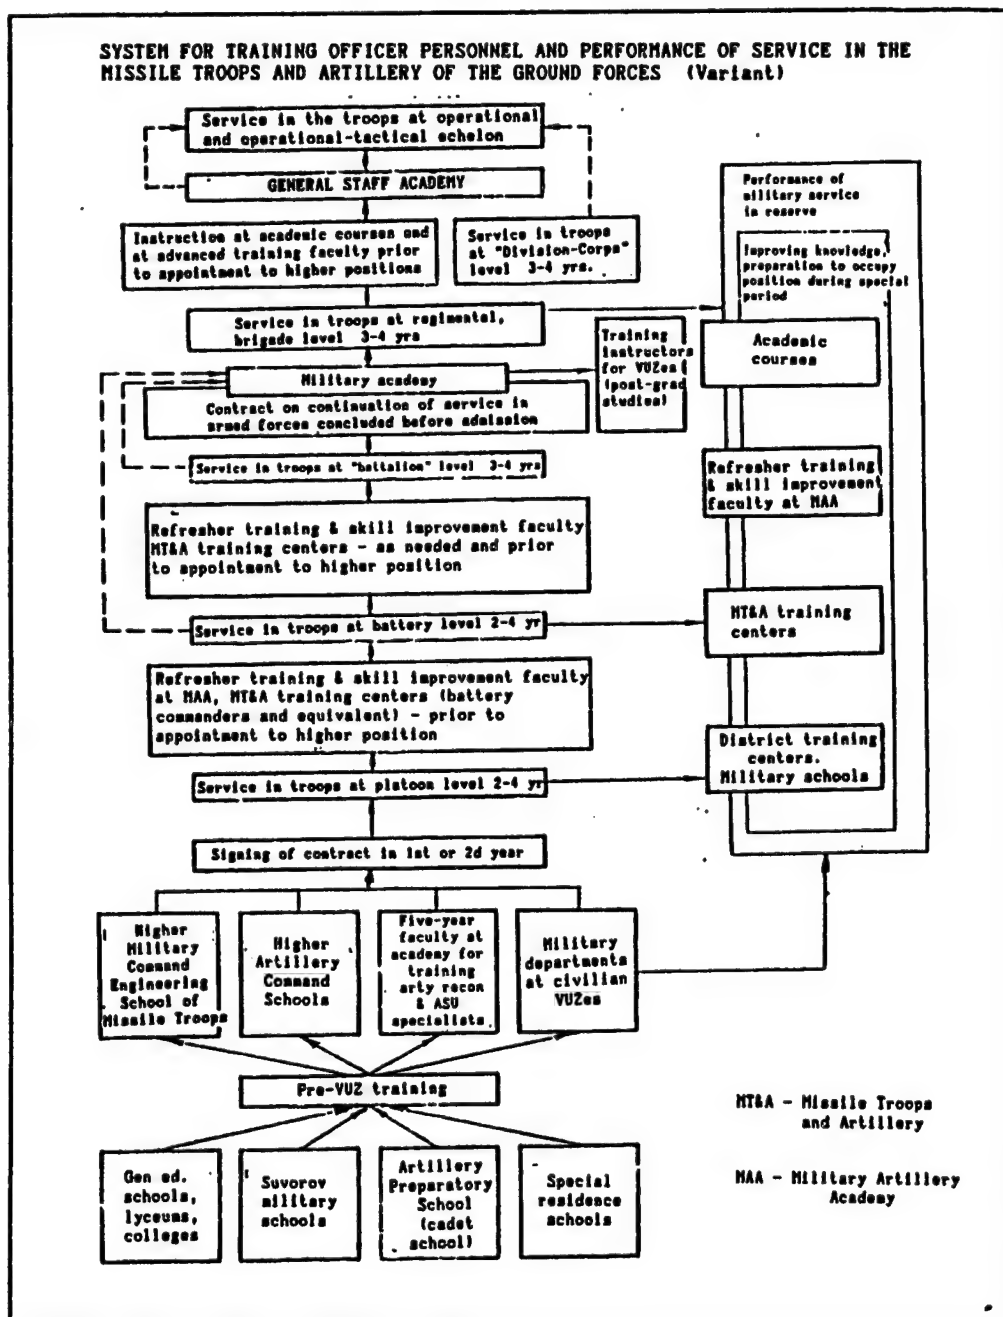 SYSTEM FOR TRAINING OFFICER PERSONNEL AND PERFORMANCE OF SERVICE IN THE
MISSILE TROOPS AND ARTILLERY OF THE GROUND FORCES (Variant)
Service in the troops at operational
and operational-tactical echelon
GENERAL STAFF ACADEMY
Instruction at academic courses and
at advanced training faculty prior
to appointment to higher positions
Service in troops
at "Division-Corps"
level 3-4 yrs.
Service in troops at regimental,
brigade level 3-4 yrs
Military academy
Contract on continuation of service in
armed forces concluded before admission
Training
instructors
for VUZes
(post-grad
studies)
Service in troops at "battalion" level 3-4 yrs
Refresher training & skill improvement faculty
MT&A training centers - as needed and prior
to appointment to higher position
Service in troops at battery level 2-4 yr
Refresher training & skill improvement faculty
at MAA, MT&A training centers (battery
commanders and equivalent) - prior to
appointment to higher position
Service in troops at platoon level 2-4 yr
Signing of contract in 1st or 2d year
Performance of
military service
in reserve
Improving knowledge,
preparation to occupy
position during special
period
Academic
courses
Refresher training
& skill improvement
faculty at MAA
MT&A training
centers
District training
centers.
Military schools
Higher
Military
Command
Engineering
School of
Missile Troops
Higher
Artillery
Command
Schools
Five-year
faculty at
academy for
training
arty recon
& ASU
specialists
Military
departments
at civilian
VUZes
Pre-VUZ training
Gen ed.
schools,
lyceums,
colleges
Suvorov
military
schools
Artillery
Preparatory
School
(cadet
school)
Special
residence
schools
MT&A - Missile Troops
and Artillery
MAA - Military Artillery
Academy